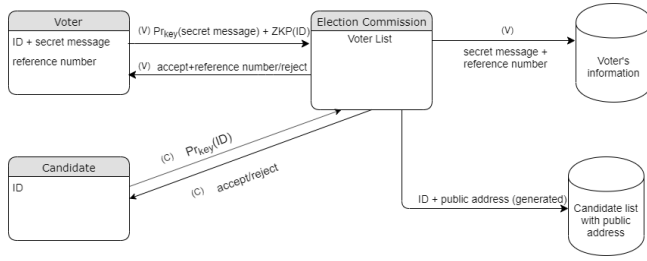 Voter
ID + secret message
reference number
(V) Pr_key(secret message) + ZKP(ID)
(V) accept+reference number/reject
Election Commission
Voter List
(V)
secret message +
reference number
Voter's
information
Candidate
ID
(C) Pr_key(ID)
(C) accept/reject
ID + public address (generated)
Candidate list
with public
address